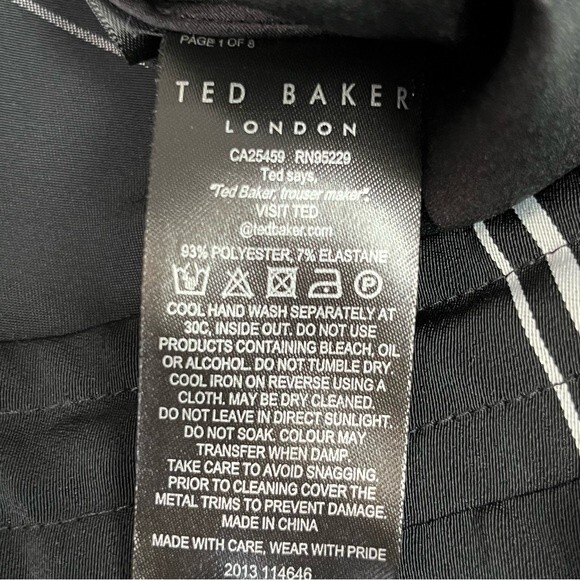 PAGE 1 OF 8
TED BAKER
LONDON
CA25459 RN95229
Ted says,
"Ted Baker, trouser maker".
VISIT TED
@tedbaker.com
93% POLYESTER 7% ELASTANE
P
COOL HAND WASH SEPARATELY AT
30C, INSIDE OUT. DO NOT USE
PRODUCTS CONTAINING BLEACH, OIL
OR ALCOHOL. DO NOT TUMBLE DRY
COOL IRON ON REVERSE USING A
CLOTH. MAY BE DRY CLEANED.
DO NOT LEAVE IN DIRECT SUNLIGHT.
DO NOT SOAK. COLOUR MAY
TRANSFER WHEN DAMP.
TAKE CARE TO AVOID SNAGGING.
PRIOR TO CLEANING COVER THE
METAL TRIMS TO PREVENT DAMAGE.
MADE IN CHINA
MADE WITH CARE, WEAR WITH PRIDE
2013 114646